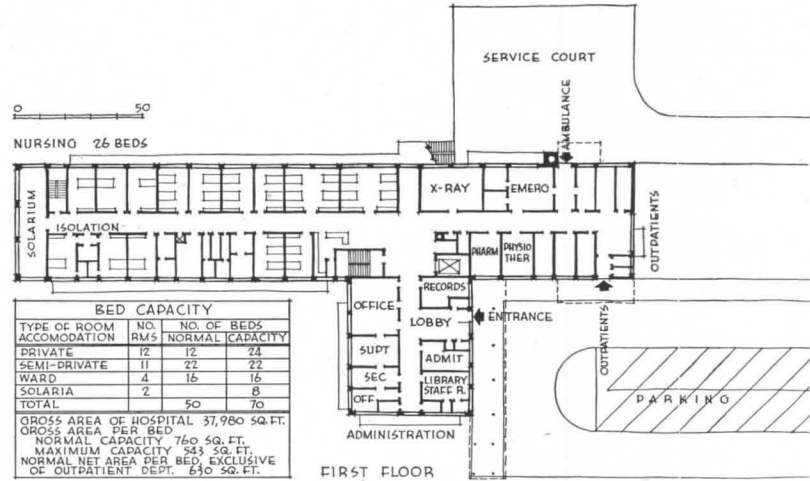 SERVICE COURT
0 50
NURSING 26 BEDS
AMBULANCE
SOLARIUM
ISOLATION
X-RAY
EMERG
OUTPATIENTS
PHARM
PHYSIO
THER
RECORDS
OFFICE
LOBBY
ENTRANCE
OUTPATIENTS
SUPT
ADMIT
SEC
LIBRARY
STAFF R.
OFF
PARKING
ADMINISTRATION
BED CAPACITY
TYPE OF ROOM ACCOMODATION NO. RMS NO. OF BEDS
NORMAL CAPACITY
PRIVATE 12 12 24
SEMI-PRIVATE 11 22 22
WARD 4 16 16
SOLARIA 2 8
TOTAL 50 70
GROSS AREA OF HOSPITAL 37,980 SQ. FT.
GROSS AREA PER BED
NORMAL CAPACITY 760 SQ. FT.
MAXIMUM CAPACITY 543 SQ. FT.
NORMAL NET AREA PER BED, EXCLUSIVE
OF OUTPATIENT DEPT. 630 SQ. FT.
FIRST FLOOR